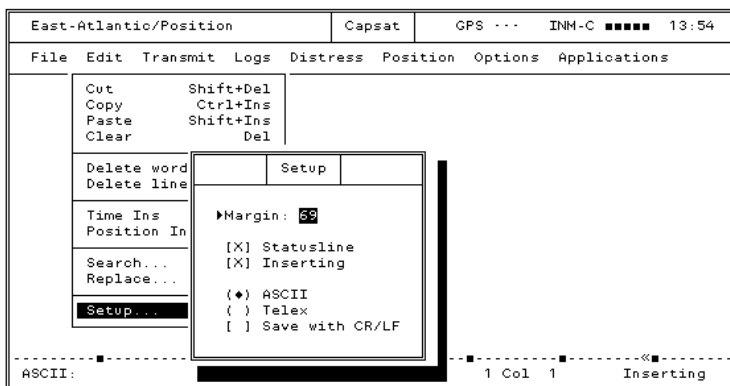 East-Atlantic/Position Capsat GPS --- INM-C 13:54
File Edit Transmit Logs Distress Position Options Applications
Cut Shift+Del
Copy Ctrl+Ins
Paste Shift+Ins
Clear Del
Delete word
Delete line
Time Ins
Position In
Search...
Replace...
Setup...
Setup
Margin: 69
[X] Statusline
[X] Inserting
(♦) ASCII
( ) Telex
[ ] Save with CR/LF
ASCII: 1 Col 1 Inserting